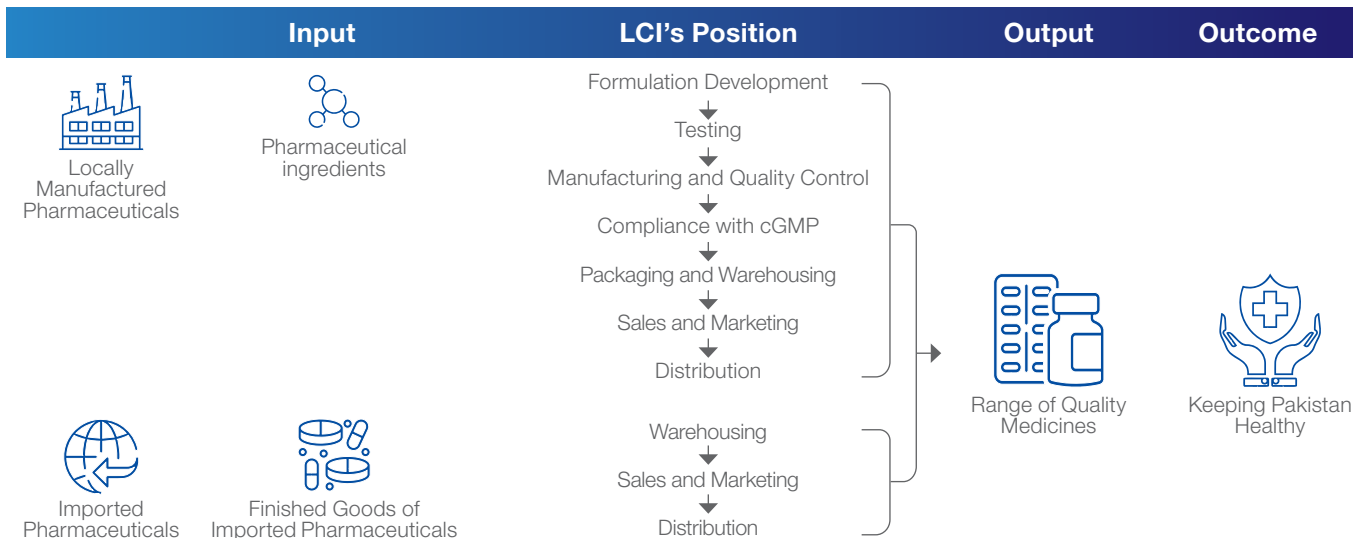 Input
LCI’s Position
Output
Outcome
Locally
Manufactured
Pharmaceuticals
Pharmaceutical
ingredients
Formulation Development
Testing
Manufacturing and Quality Control
Compliance with cGMP
Packaging and Warehousing
Sales and Marketing
Distribution
Imported
Pharmaceuticals
Finished Goods of
Imported Pharmaceuticals
Warehousing
Sales and Marketing
Distribution
Range of Quality
Medicines
Keeping Pakistan
Healthy